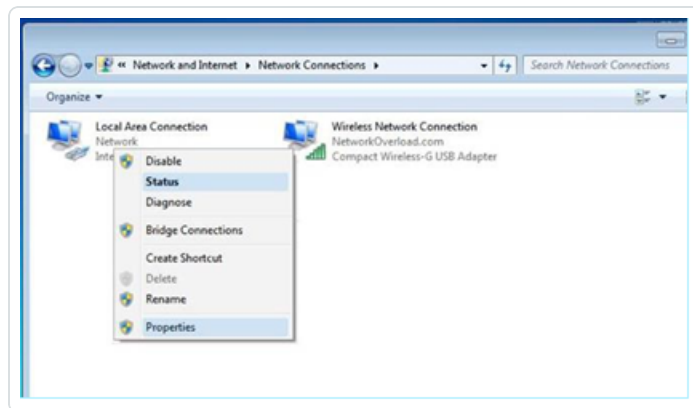 « Network and Internet ▸ Network Connections ▸
Search Network Connections
Organize ▾
Local Area Connection
Network
Inte
Wireless Network Connection
NetworkOverload.com
Compact Wireless-G USB Adapter
Disable
Status
Diagnose
Bridge Connections
Create Shortcut
Delete
Rename
Properties